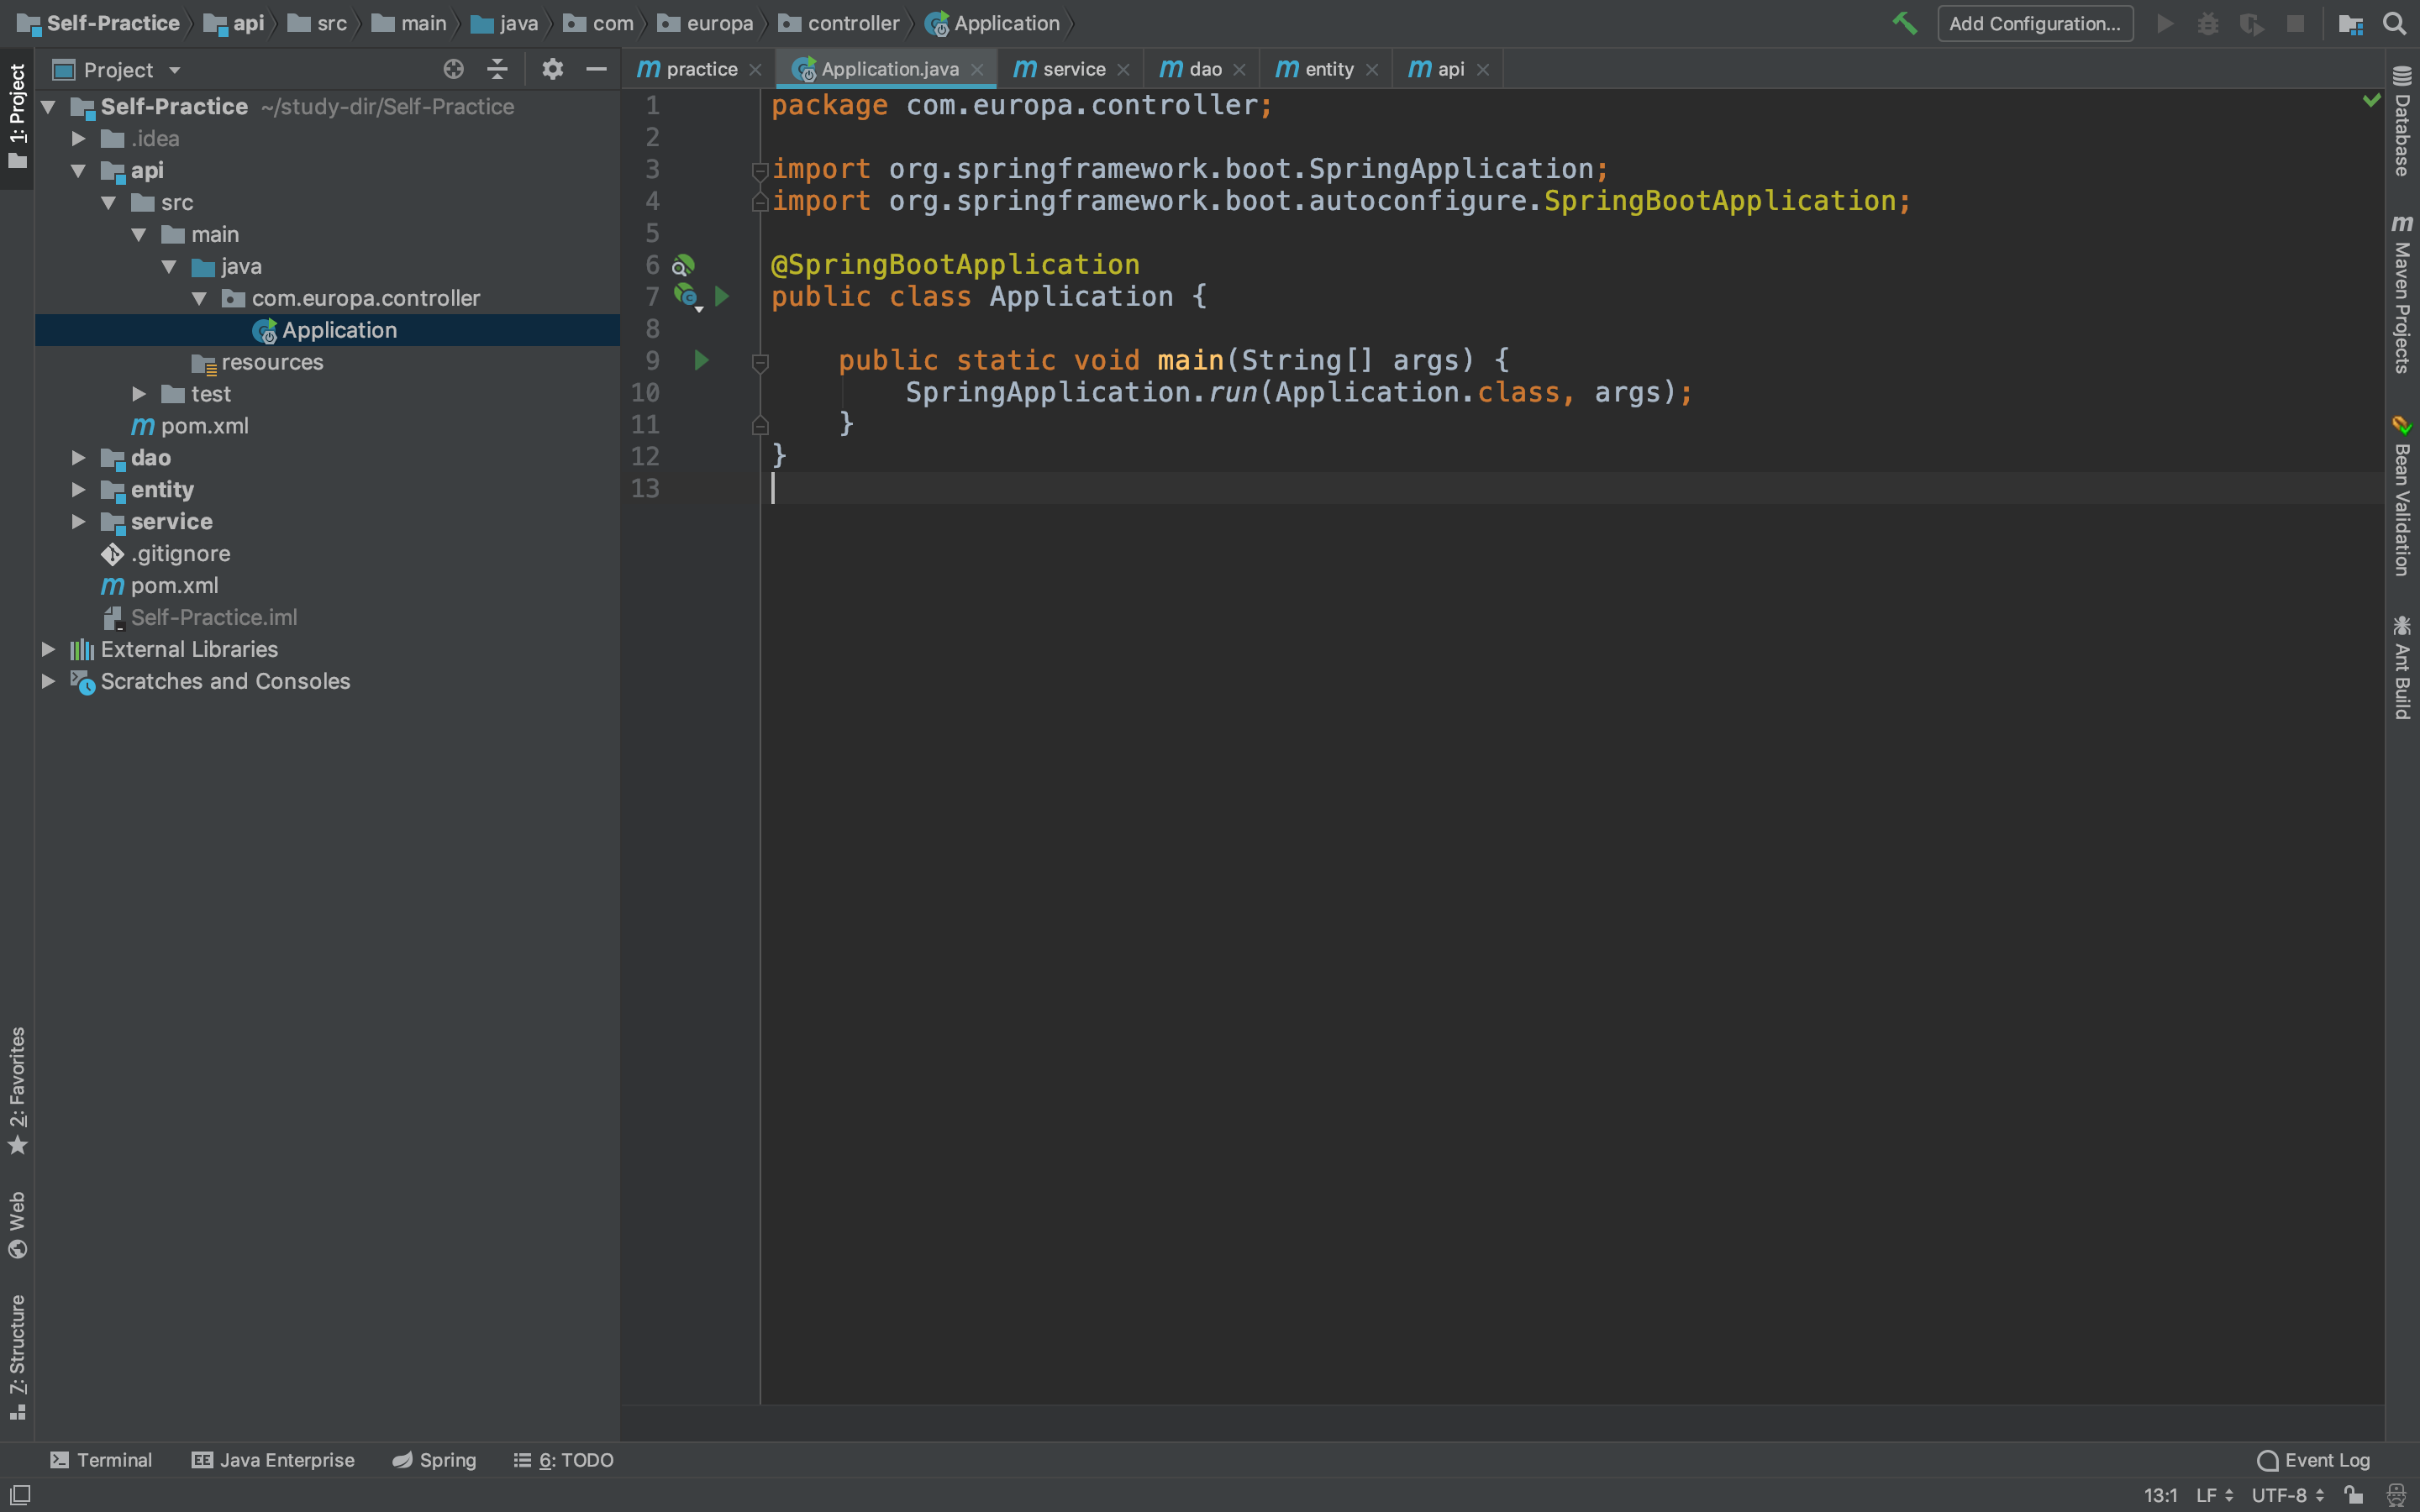 Self-Practice api src main java com europa controller Application
Add Configuration...
1: Project
Project
practice Application.java service dao entity api
Self-Practice ~/study-dir/Self-Practice
.idea
api
src
main
java
com.europa.controller
Application
resources
test
pom.xml
dao
entity
service
.gitignore
pom.xml
Self-Practice.iml
External Libraries
Scratches and Consoles
1 package com.europa.controller;
2
3 import org.springframework.boot.SpringApplication;
4 import org.springframework.boot.autoconfigure.SpringBootApplication;
5
6 @SpringBootApplication
7 public class Application {
8
9 public static void main(String[] args) {
10 SpringApplication.run(Application.class, args);
11 }
12 }
13
Database
Maven Projects
Bean Validation
Ant Build
2: Favorites
Web
7: Structure
Terminal Java Enterprise Spring 6: TODO
Event Log
13:1 LF UTF-8